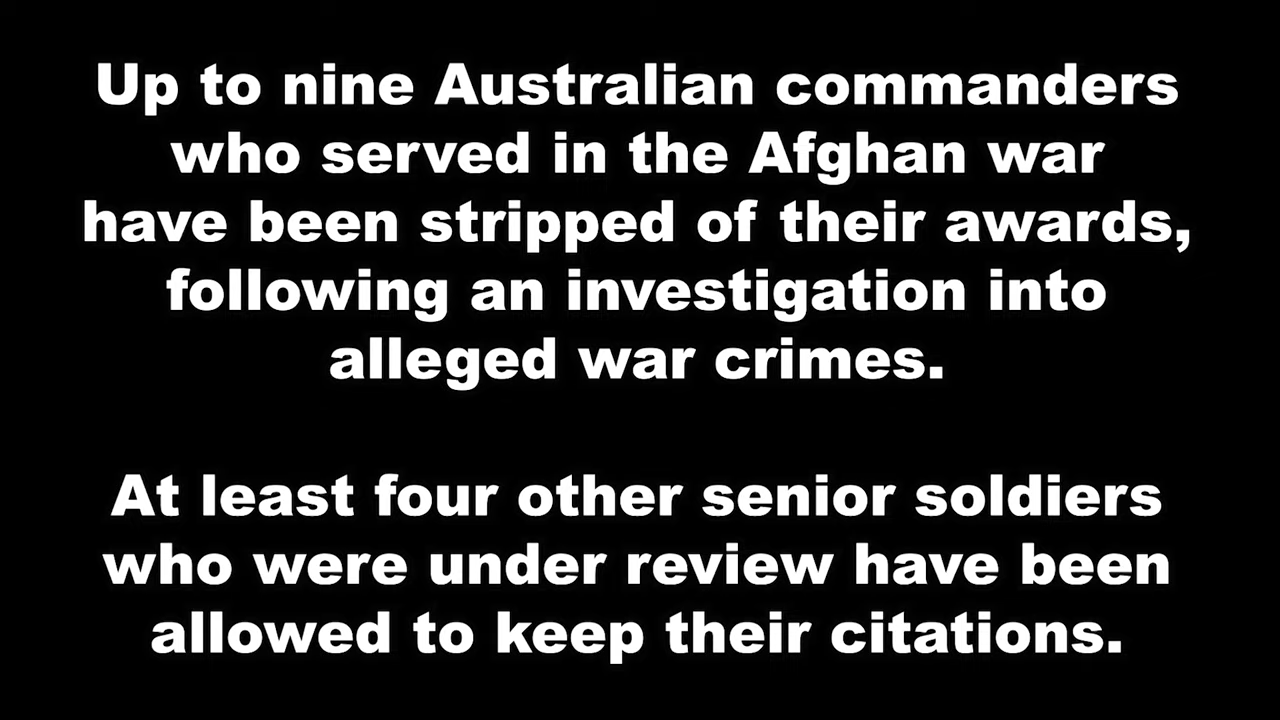 Up to nine Australian commanders
who served in the Afghan war
have been stripped of their awards,
following an investigation into
alleged war crimes.
At least four other senior soldiers
who were under review have been
allowed to keep their citations.